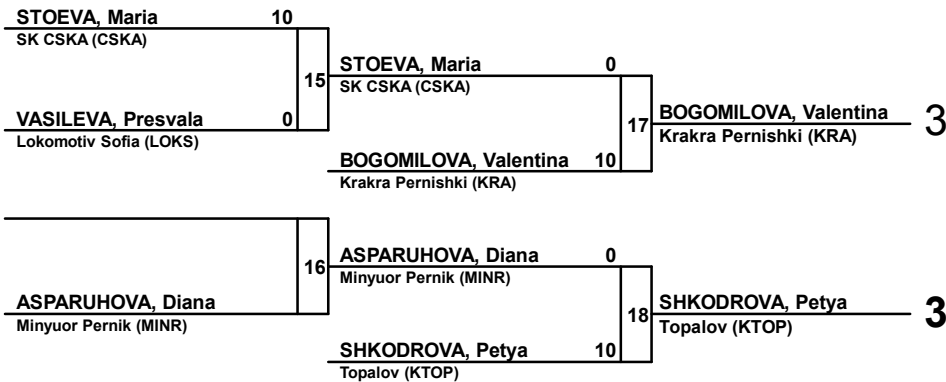 STOEVA, Maria 10
SK CSKA (CSKA)
15
VASILEVA, Presvala 0
Lokomotiv Sofia (LOKS)
STOEVA, Maria 0
SK CSKA (CSKA)
17
BOGOMILOVA, Valentina 10
Krakra Pernishki (KRA)
BOGOMILOVA, Valentina 3
Krakra Pernishki (KRA)
16
ASPARUHOVA, Diana
Minyuor Pernik (MINR)
ASPARUHOVA, Diana 0
Minyuor Pernik (MINR)
18
SHKODROVA, Petya 10
Topalov (KTOP)
SHKODROVA, Petya 3
Topalov (KTOP)